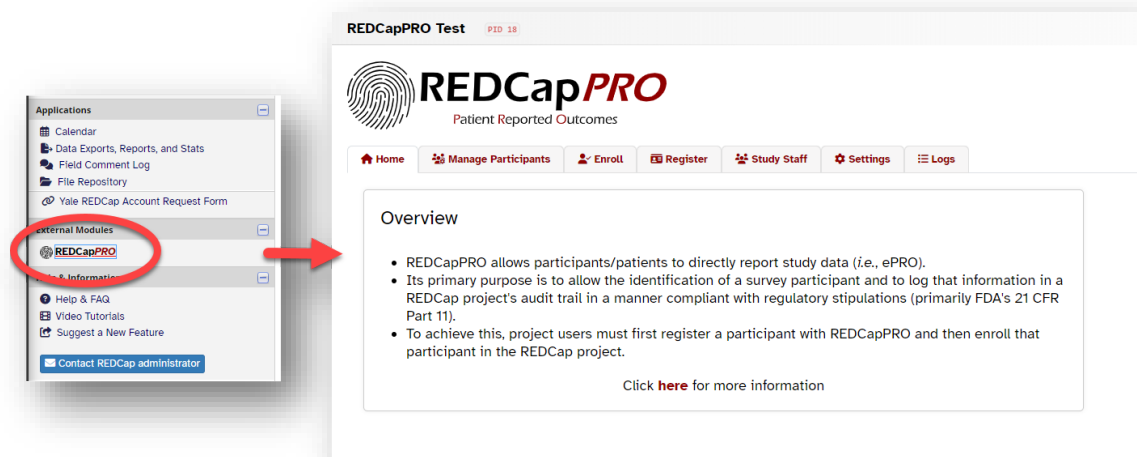 Applications
Calendar
Data Exports, Reports, and Stats
Field Comment Log
File Repository
Yale REDCap Account Request Form
External Modules
REDCapPRO
Help & Information
Help & FAQ
Video Tutorials
Suggest a New Feature
Contact REDCap administrator
REDCapPRO Test PID 18
REDCapPRO
Patient Reported Outcomes
Home Manage Participants Enroll Register Study Staff Settings Logs
Overview
• REDCapPRO allows participants/patients to directly report study data (i.e., ePRO).
• Its primary purpose is to allow the identification of a survey participant and to log that information in a
REDCap project's audit trail in a manner compliant with regulatory stipulations (primarily FDA's 21 CFR
Part 11).
• To achieve this, project users must first register a participant with REDCapPRO and then enroll that
participant in the REDCap project.
Click here for more information